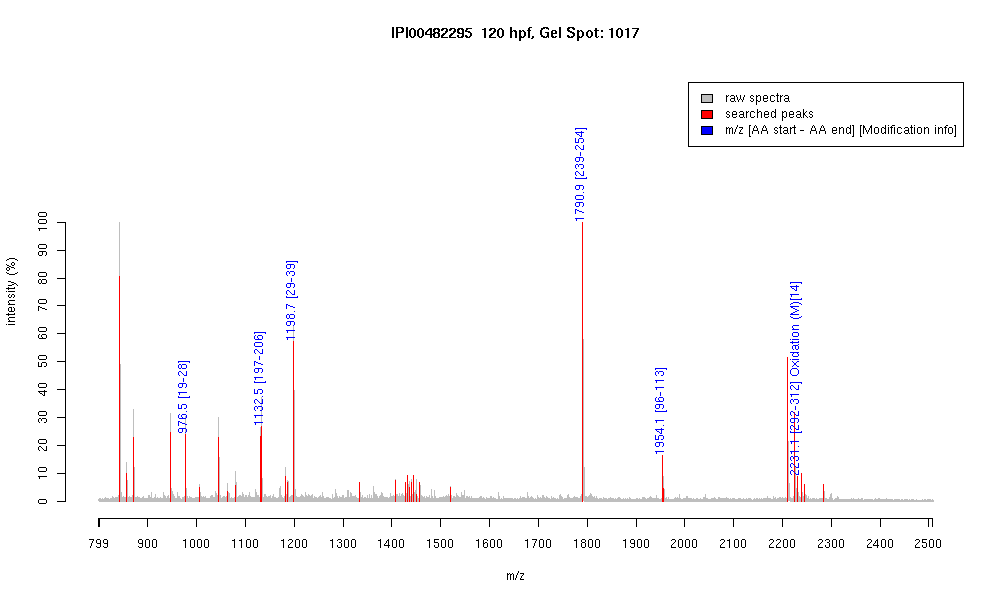 IPI00482295 120 hpf, Gel Spot: 1017
raw spectra
searched peaks
m/z [AA start - AA end] [Modification info]
intensity (%)
100
90
80
70
60
50
40
30
20
10
0
976.5 [19-28]
1132.5 [197-206]
1198.7 [29-39]
1790.9 [239-254]
1954.1 [96-113]
2231.1 [292-312] Oxidation (M)[14]
799 900 1000 1100 1200 1300 1400 1500 1600 1700 1800 1900 2000 2100 2200 2300 2400 2500
m/z